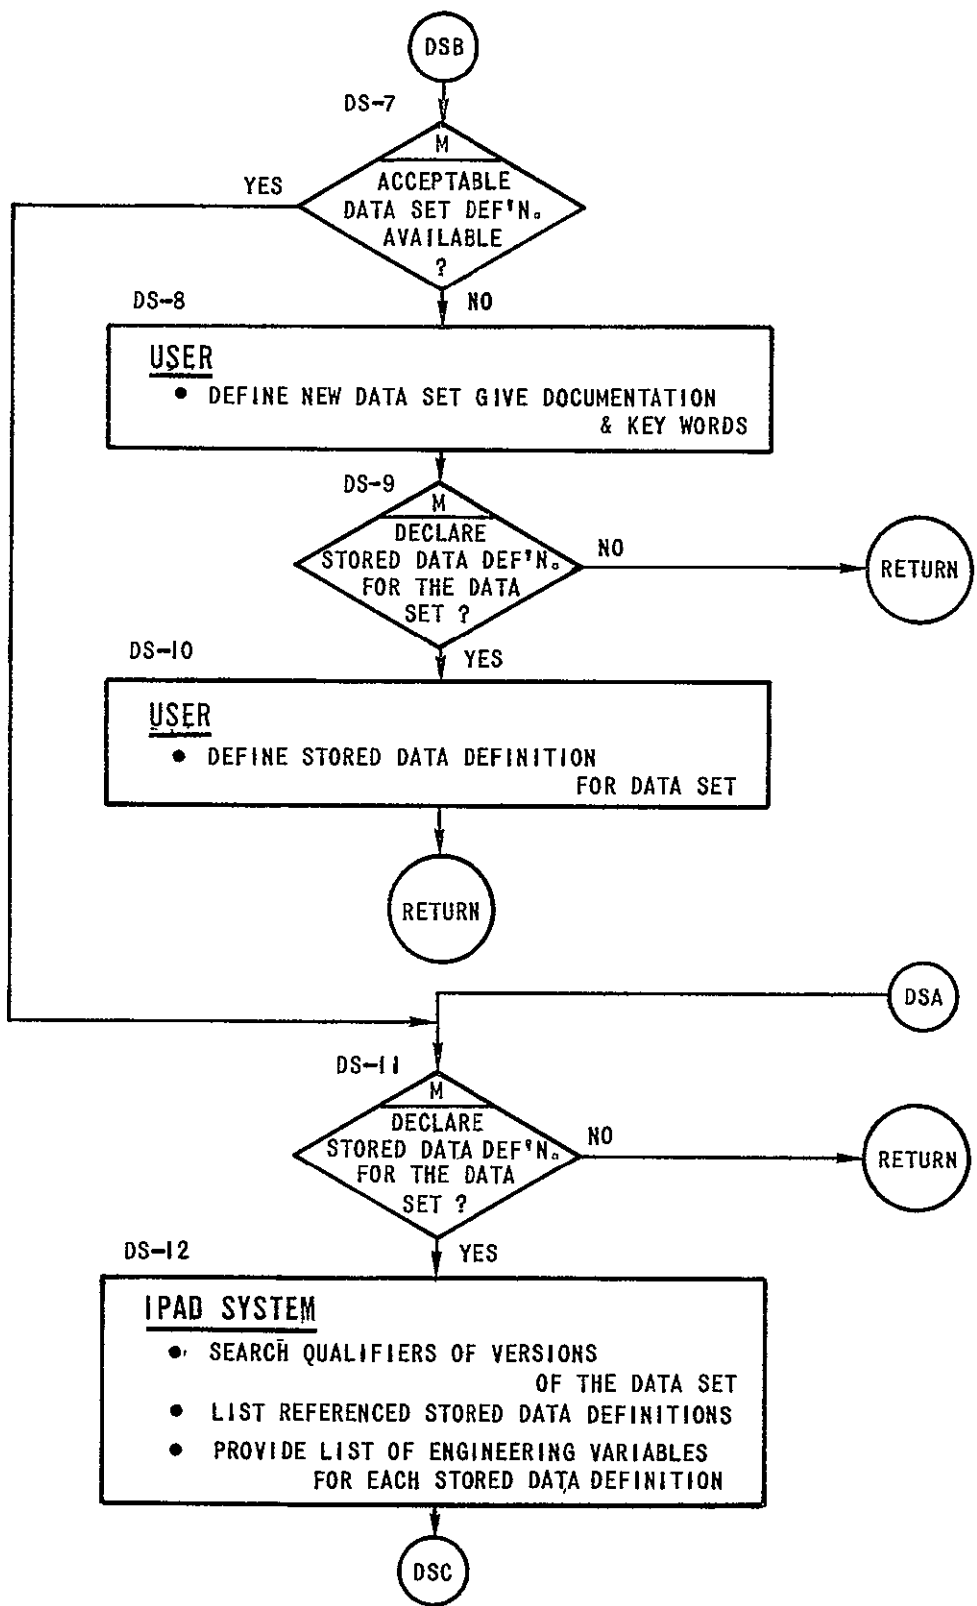 DSB
DS-7
M
YES
ACCEPTABLE
DATA SET DEF'N.
AVAILABLE
?
DS-8
NO
USER
• DEFINE NEW DATA SET GIVE DOCUMENTATION
& KEY WORDS
DS-9
M
DECLARE
STORED DATA DEF'N.
FOR THE DATA
SET ?
NO
RETURN
DS-10
YES
USER
• DEFINE STORED DATA DEFINITION
FOR DATA SET
RETURN
DSA
DS-11
M
DECLARE
STORED DATA DEF'N.
FOR THE DATA
SET ?
NO
RETURN
DS-12
YES
IPAD SYSTEM
• SEARCH QUALIFIERS OF VERSIONS
OF THE DATA SET
• LIST REFERENCED STORED DATA DEFINITIONS
• PROVIDE LIST OF ENGINEERING VARIABLES
FOR EACH STORED DATA DEFINITION
DSC